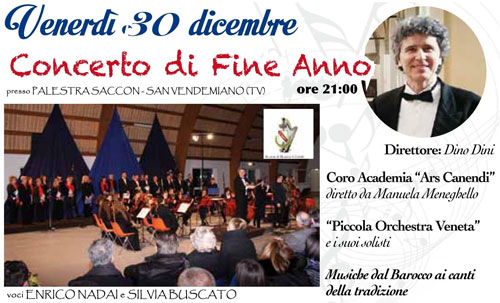 Venerdì 30 dicembre
Concerto di Fine Anno
presso PALESTRA SACCON - SAN VENDEMIANO (TV)
ore 21:00
Direttore: Dino Dini
Coro Academia “Ars Canendi”
diretto da Manuela Meneghello
“Piccola Orchestra Veneta”
e i suoi solisti
Musiche dal Barocco ai canti
della tradizione
voci ENRICO NADAI e SILVIA BUSCATO